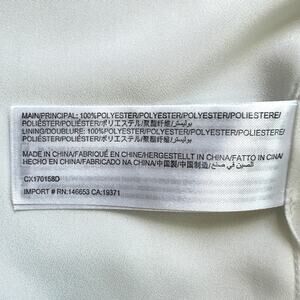 MAIN/PRINCIPAL: 100%POLYESTER/POLYESTER/POLYESTER/POLIESTERE/
POLIÉSTER/POLIÉSTER/ポリエステル/聚酯纤维/بوليستر/
LINING/DOUBLURE: 100%POLYESTER/POLYESTER/POLYESTER/POLIESTERE/
POLIÉSTER/POLIÉSTER/ポリエステル/聚酯纤维/بوليستر/
MADE IN CHINA/FABRIQUÉ EN CHINE/HERGESTELLT IN CHINA/FATTO IN CINA/
HECHO EN CHINA/FABRICADO NA CHINA/中国製/中国制造/الصين في صنع/
CX170158D
IMPORT # RN:146653 CA:19371